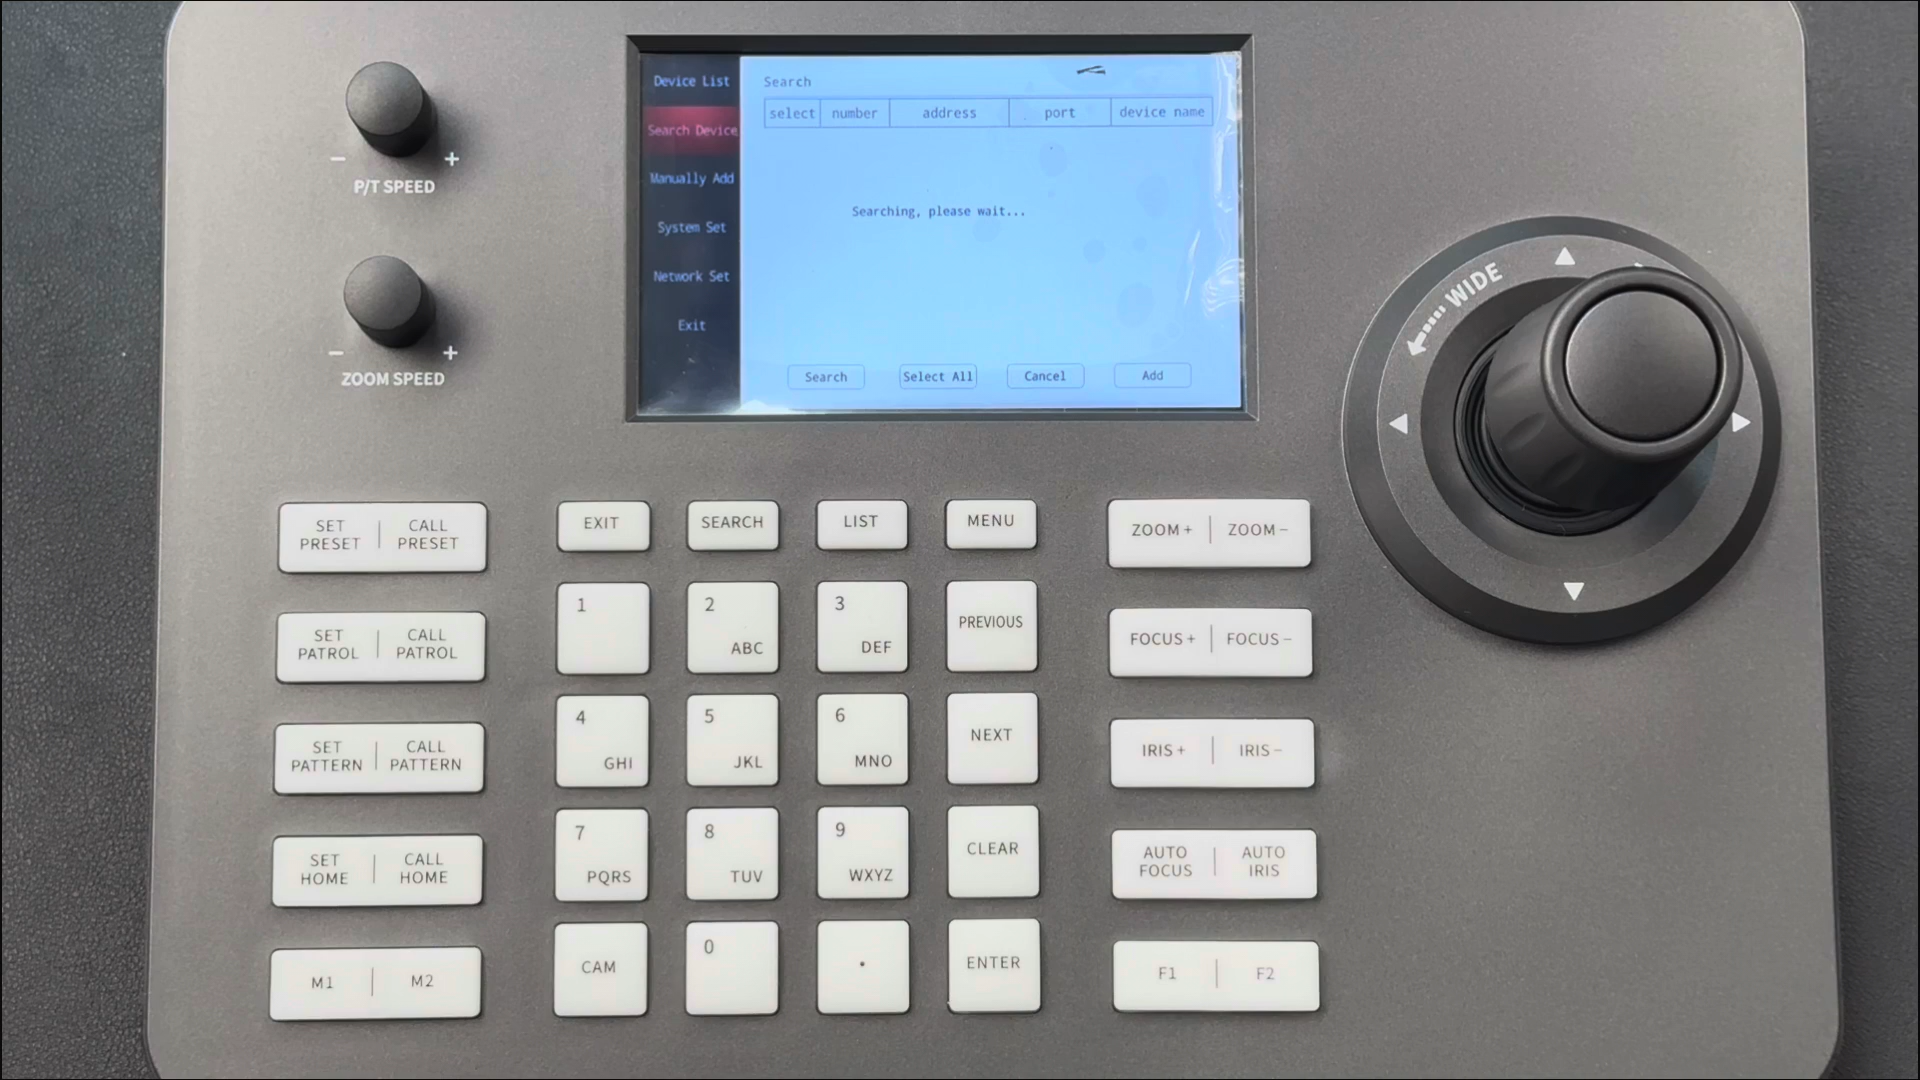 Device List
Search Device
Manually Add
System Set
Network Set
Exit
Search
select number address port device name
Searching, please wait...
Search Select All Cancel Add
− +
P/T SPEED
− +
ZOOM SPEED
WIDE
SET PRESET | CALL PRESET
SET PATROL | CALL PATROL
SET PATTERN | CALL PATTERN
SET HOME | CALL HOME
M1 | M2
EXIT SEARCH LIST MENU
1 2 ABC 3 DEF PREVIOUS
4 GHI 5 JKL 6 MNO NEXT
7 PQRS 8 TUV 9 WXYZ CLEAR
CAM 0 . ENTER
ZOOM + | ZOOM −
FOCUS + | FOCUS −
IRIS + | IRIS −
AUTO FOCUS | AUTO IRIS
F1 | F2